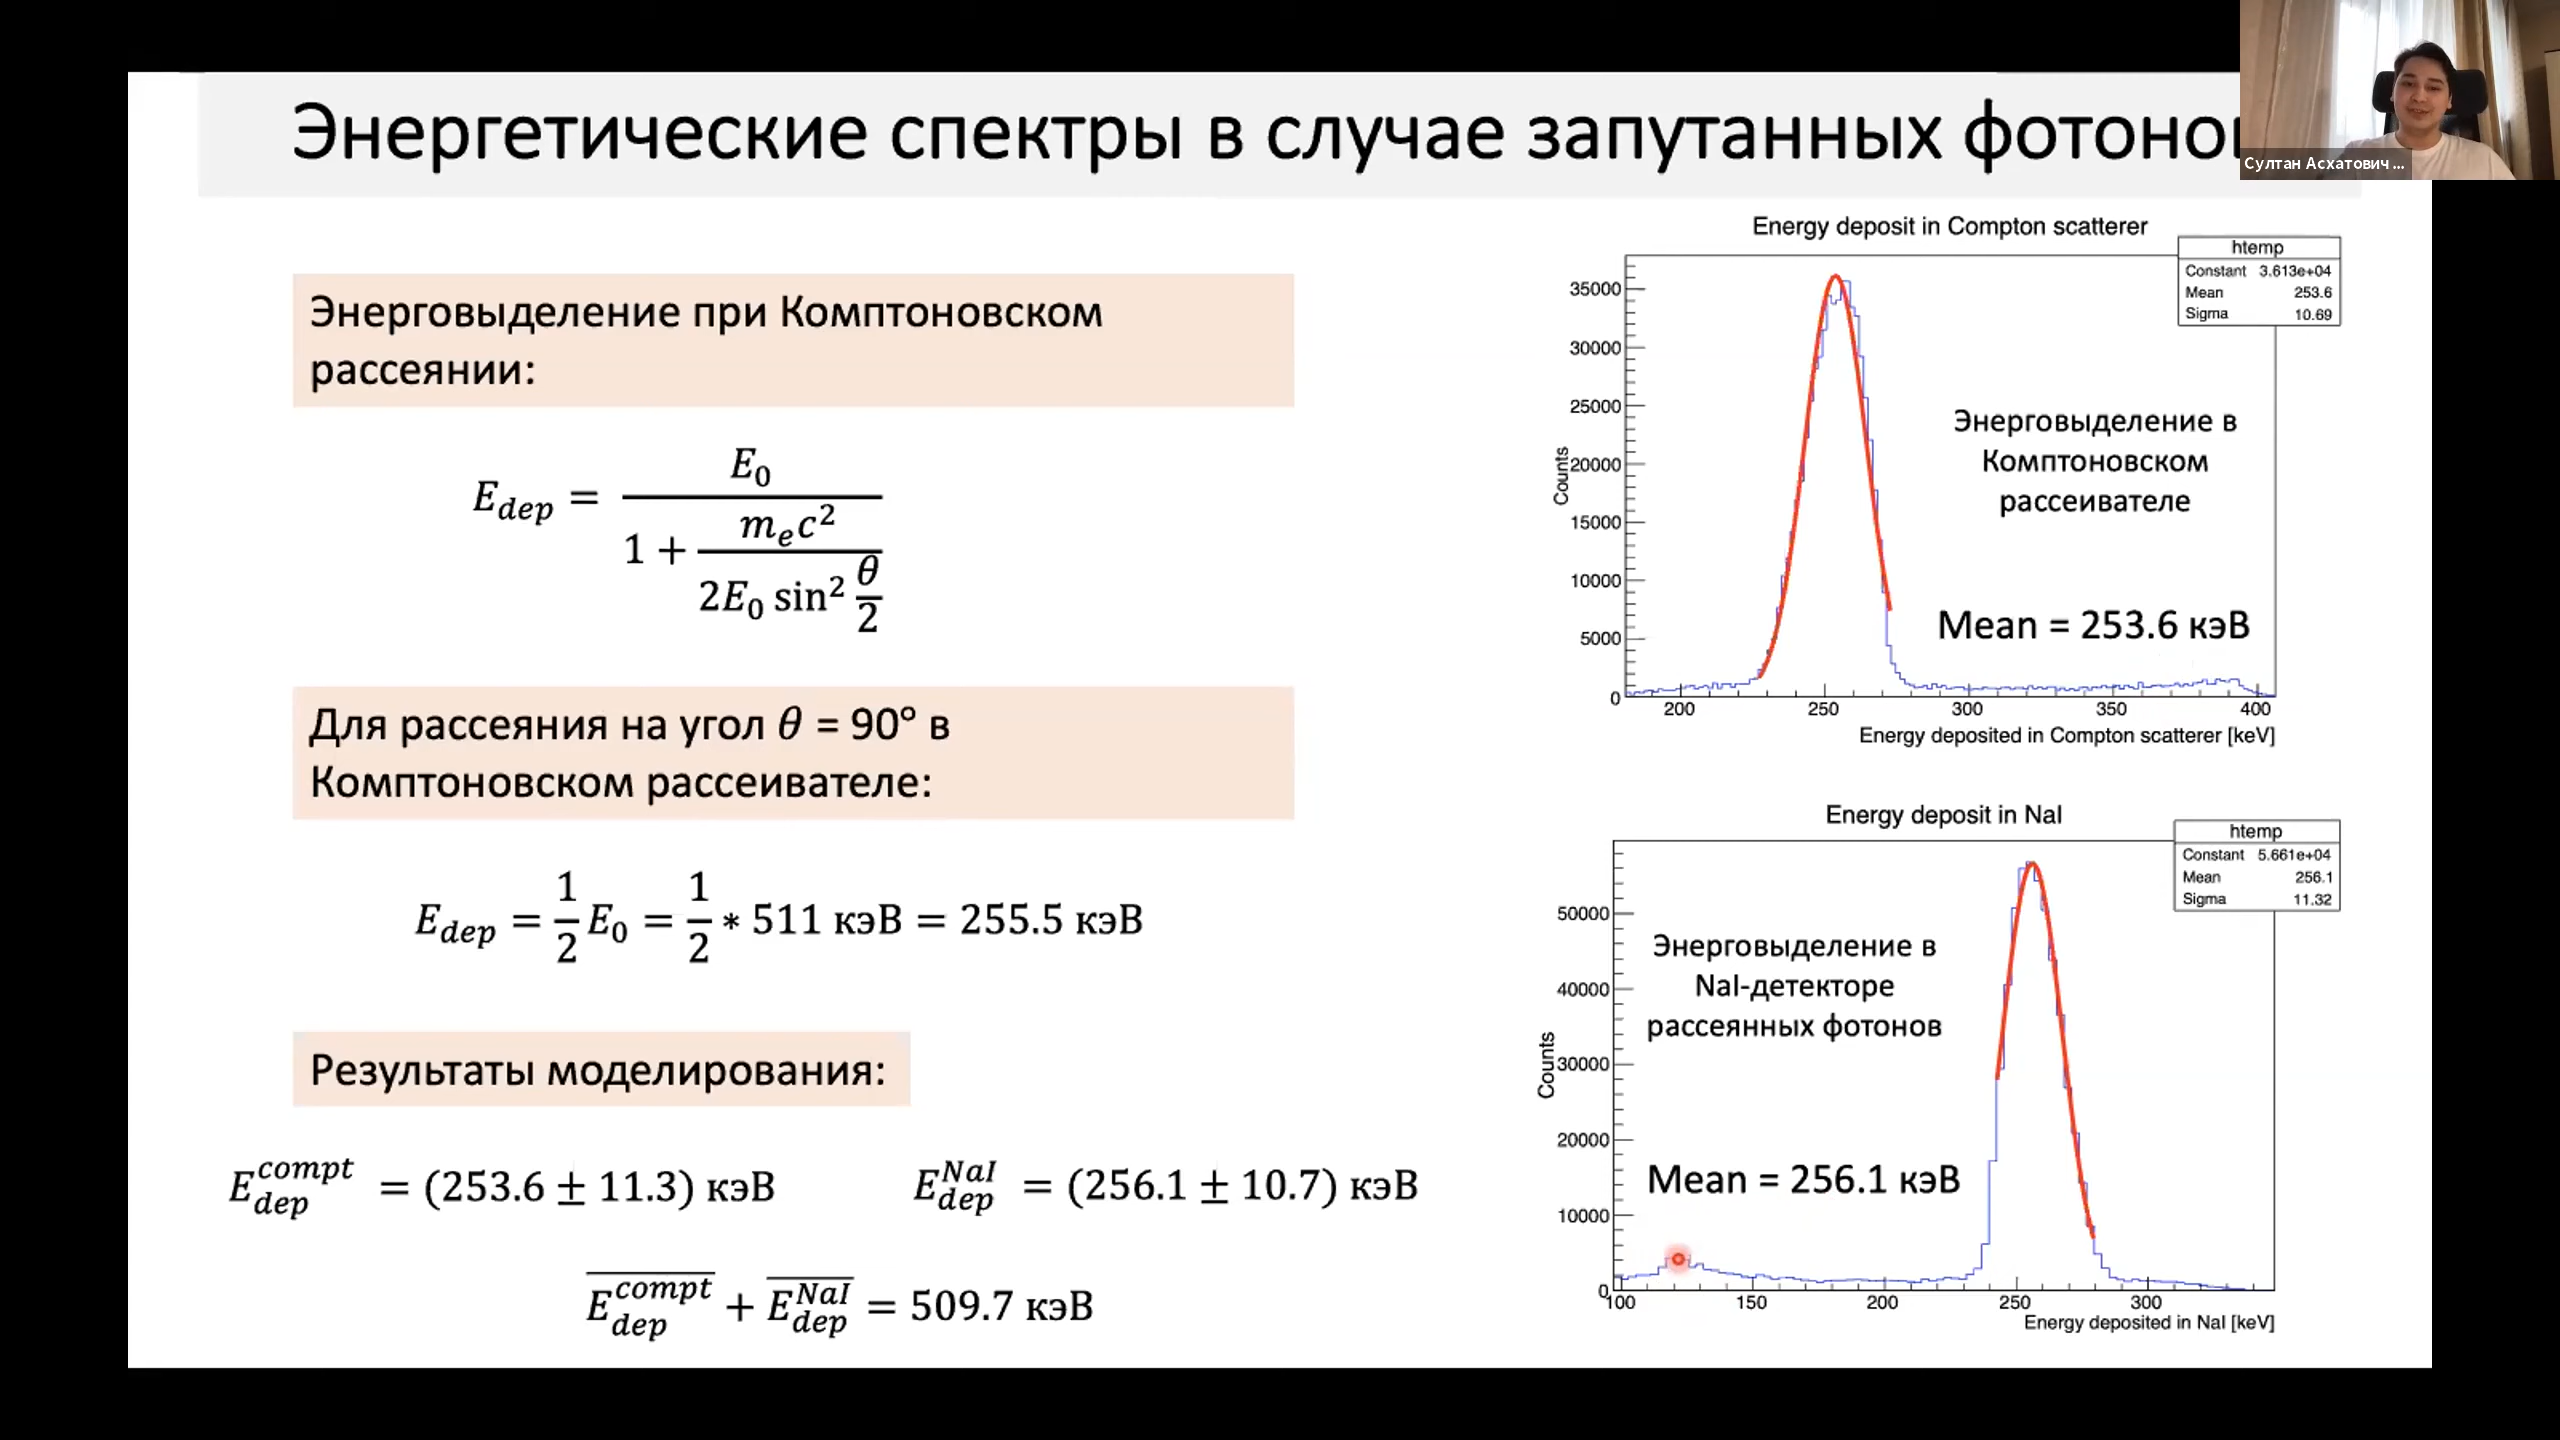 Энергетические спектры в случае запутанных фотонов
Султан Асхатович ...
Энерговыделение при Комптоновском
рассеянии:
E_dep = E_0 / (1 + m_e c² / (2E_0 sin² θ/2))
Для рассеяния на угол θ = 90° в
Комптоновском рассеивателе:
E_dep = 1/2 E_0 = 1/2 * 511 кэВ = 255.5 кэВ
Результаты моделирования:
E_dep^compt = (253.6 ± 11.3) кэВ
E_dep^NaI = (256.1 ± 10.7) кэВ
E_dep^compt + E_dep^NaI = 509.7 кэВ
Energy deposit in Compton scatterer
htemp
Constant 3.613e+04
Mean 253.6
Sigma 10.69
Counts
35000
30000
25000
20000
15000
10000
5000
0
Энерговыделение в
Комптоновском
рассеивателе
Mean = 253.6 кэВ
200 250 300 350 400
Energy deposited in Compton scatterer [keV]
Energy deposit in NaI
htemp
Constant 5.661e+04
Mean 256.1
Sigma 11.32
Counts
50000
40000
30000
20000
10000
0
Энерговыделение в
NaI-детекторе
рассеянных фотонов
Mean = 256.1 кэВ
100 150 200 250 300
Energy deposited in NaI [keV]